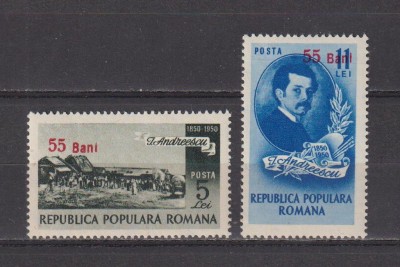 1850-1950
55 Bani
I. Andreescu
POSTA
5
Lei
REPUBLICA POPULARA ROMANA
POSTA
55 Bani
11
LEI
1850
1950
I. Andreescu
REPUBLICA POPULARA
ROMANA